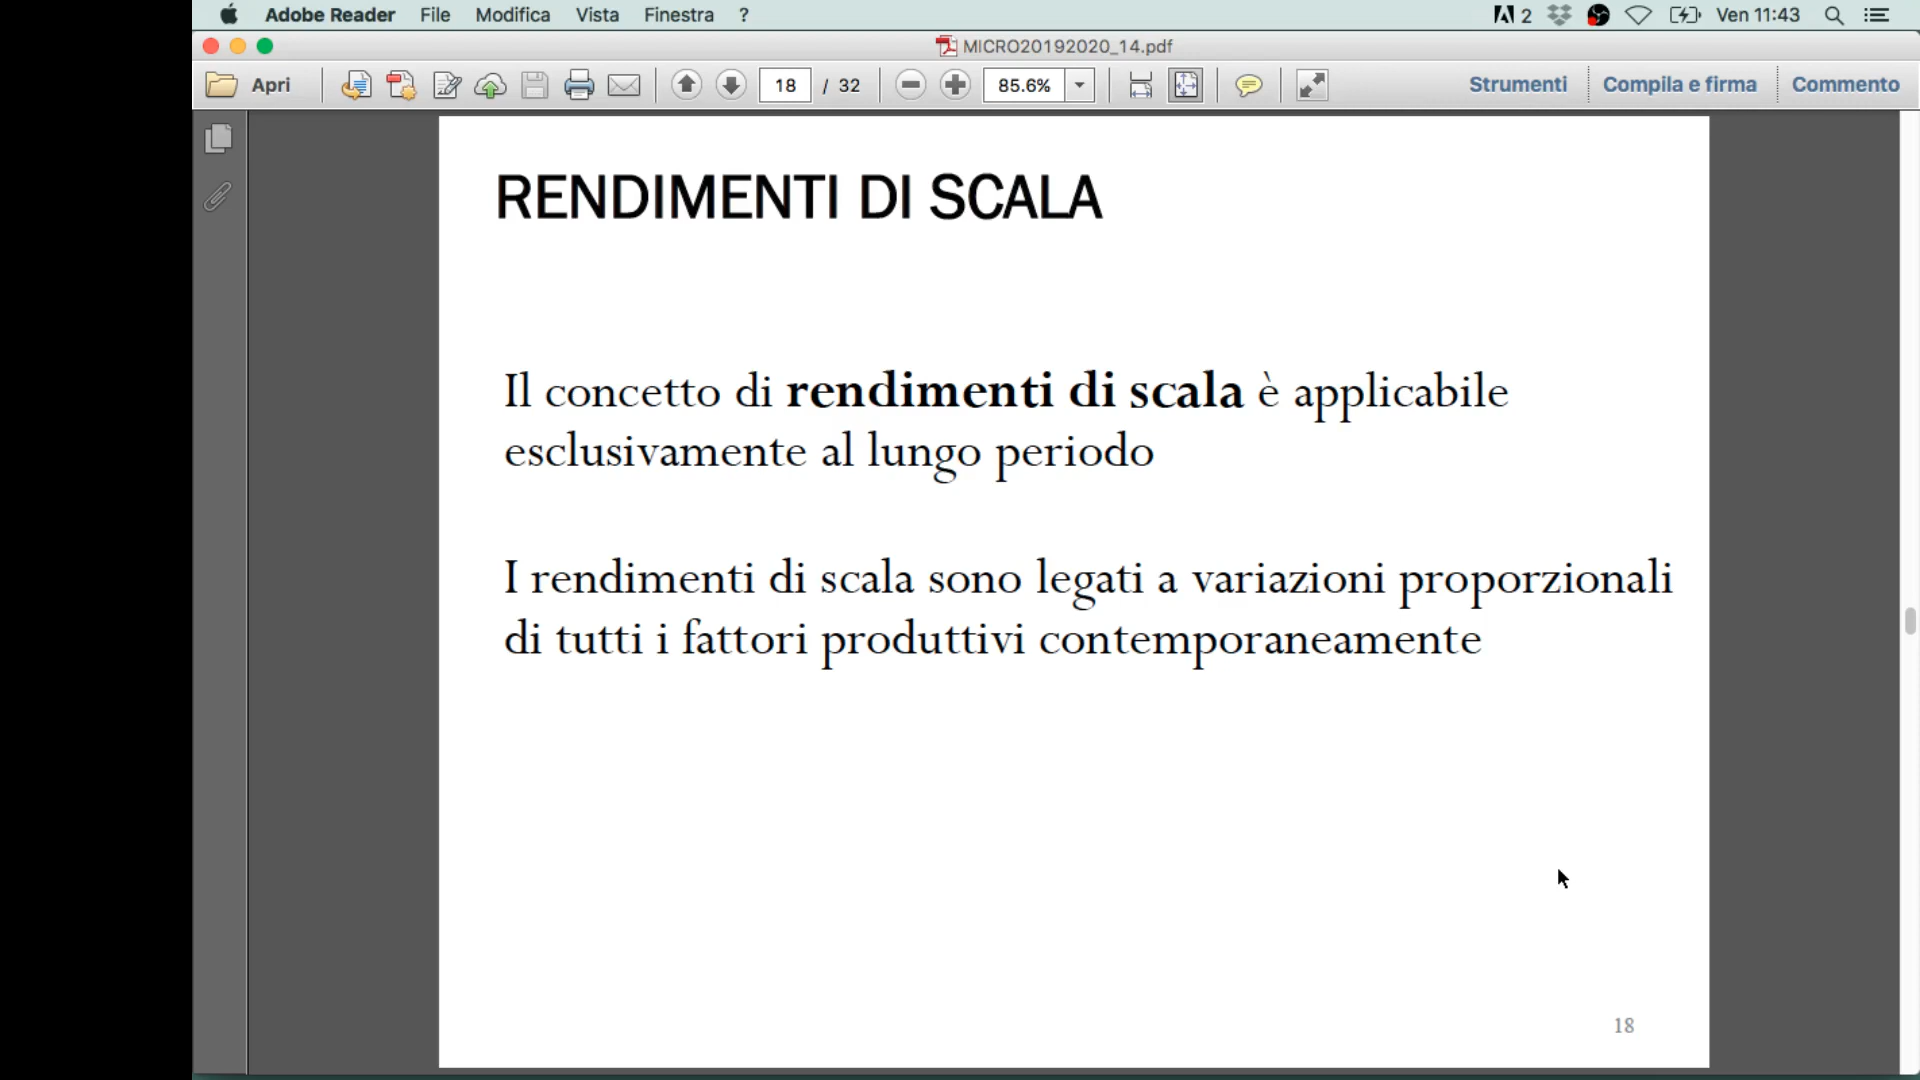 Adobe Reader File Modifica Vista Finestra ? 2 Ven 11:43
MICRO20192020_14.pdf
Apri 18 / 32 85.6% Strumenti Compila e firma Commento
RENDIMENTI DI SCALA
Il concetto di rendimenti di scala è applicabile
esclusivamente al lungo periodo
I rendimenti di scala sono legati a variazioni proporzionali
di tutti i fattori produttivi contemporaneamente
18